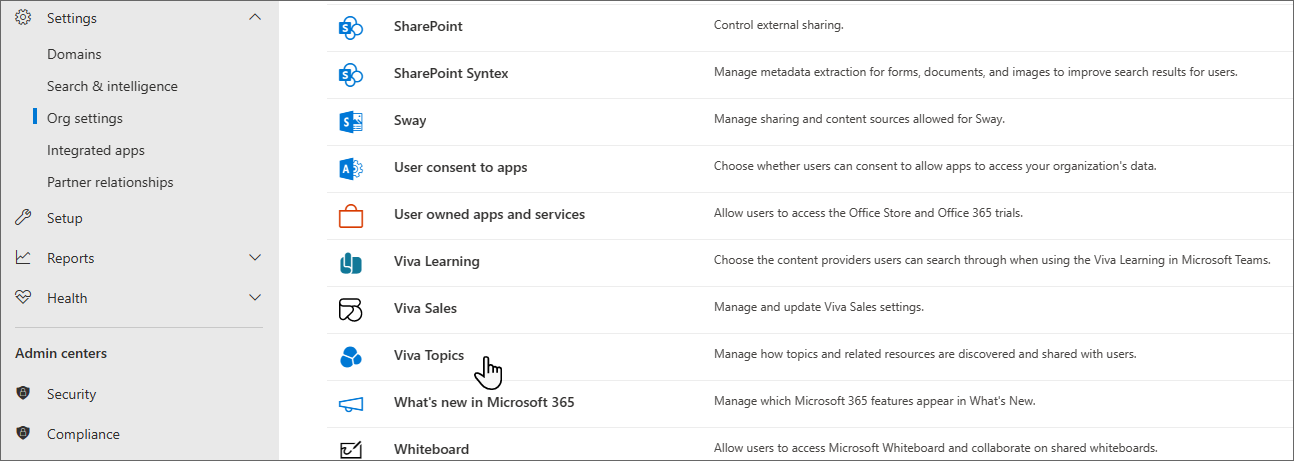 Settings
Domains
Search & intelligence
Org settings
Integrated apps
Partner relationships
Setup
Reports
Health
Admin centers
Security
Compliance
SharePoint Control external sharing.
SharePoint Syntex Manage metadata extraction for forms, documents, and images to improve search results for users.
Sway Manage sharing and content sources allowed for Sway.
User consent to apps Choose whether users can consent to allow apps to access your organization's data.
User owned apps and services Allow users to access the Office Store and Office 365 trials.
Viva Learning Choose the content providers users can search through when using the Viva Learning in Microsoft Teams.
Viva Sales Manage and update Viva Sales settings.
Viva Topics Manage how topics and related resources are discovered and shared with users.
What's new in Microsoft 365 Manage which Microsoft 365 features appear in What's New.
Whiteboard Allow users to access Microsoft Whiteboard and collaborate on shared whiteboards.